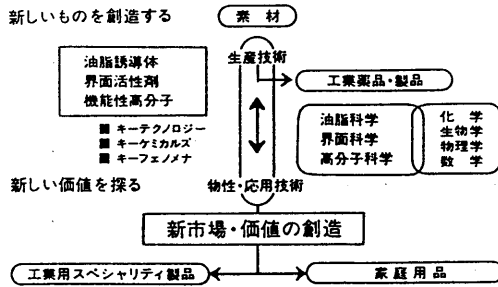 新しいものを創造する
素材
油脂誘導体
界面活性剤
機能性高分子
生産技術
工業薬品・製品
■ キーテクノロジー
■ キーケミカルズ
■ キーフェノメナ
油脂科学
界面科学
高分子科学
化学
生物学
物理学
数学
新しい価値を探る
物性・応用技術
新市場・価値の創造
工業用スペシャリティ製品
家庭用品